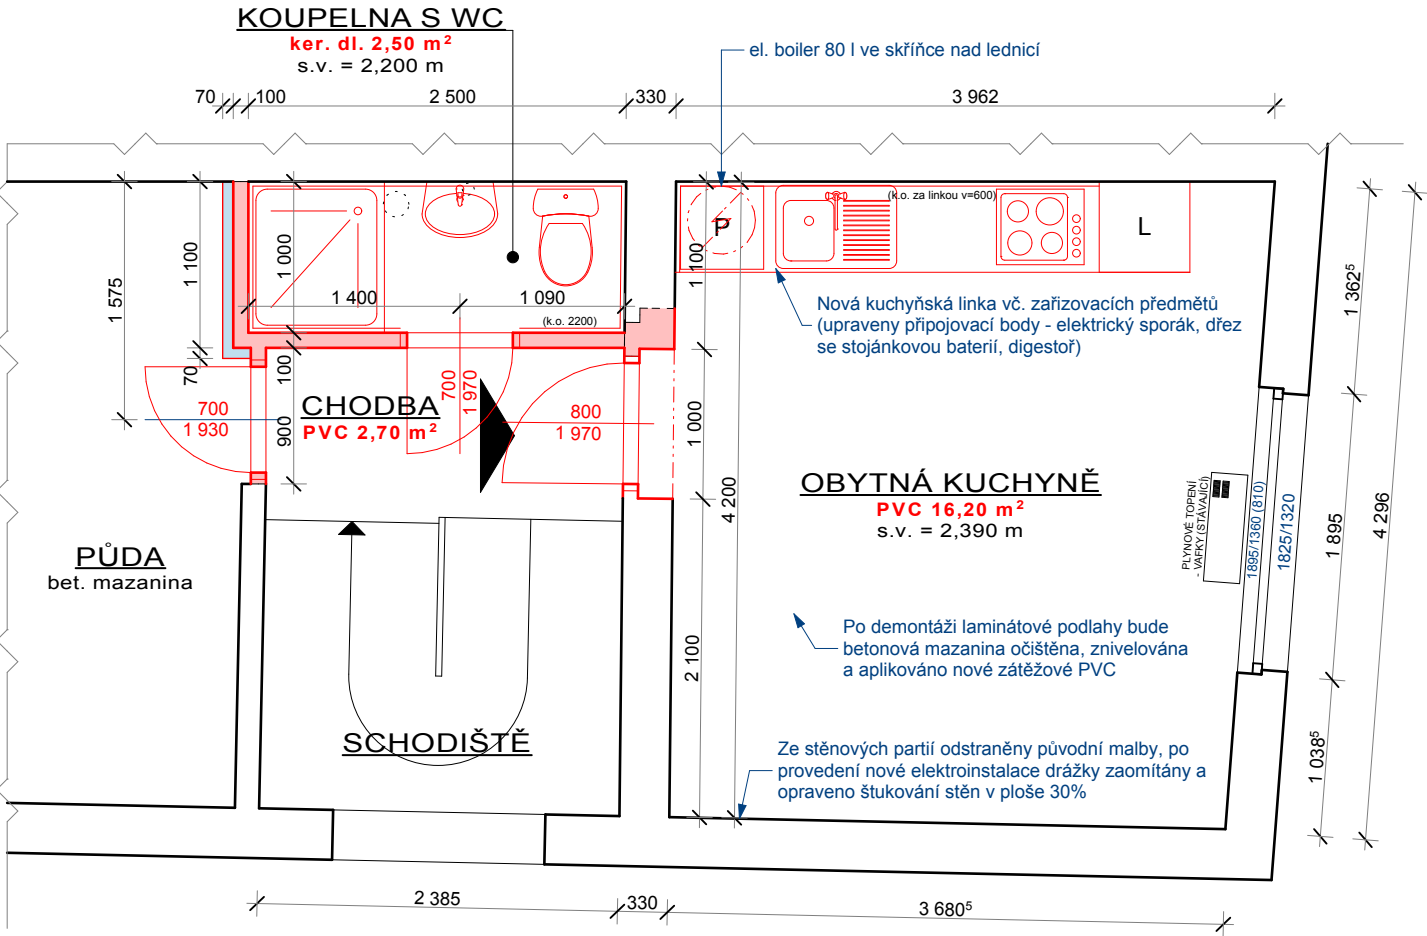 KOUPELNA S WC
ker. dl. 2,50 m²
s.v. = 2,200 m
el. boiler 80 l ve skříňce nad lednicí
70
100
2 500
330
3 962
(k.o. za linkou v=600)
P
L
1 575
1 100
1 000
1 400
1 090
(k.o. 2200)
1 100
Nová kuchyňská linka vč. zařizovacích předmětů
(upraveny připojovací body - elektrický sporák, dřez
se stojánkovou baterií, digestoř)
1 362⁵
4 296
70
100
900
700
1 930
CHODBA
PVC 2,70 m²
700
1 970
800
1 970
1 000
4 200
OBYTNÁ KUCHYNĚ
PVC 16,20 m²
s.v. = 2,390 m
PLYNOVÉ TOPENÍ
- VAFKY (STÁVAJÍCÍ)
1895/1360 (810)
1825/1320
1 895
PŮDA
bet. mazanina
Po demontáži laminátové podlahy bude
betonová mazanina očištěna, znivelována
a aplikováno nové zátěžové PVC
2 100
SCHODIŠTĚ
Ze stěnových partií odstraněny původní malby, po
provedení nové elektroinstalace drážky zaomítány a
opraveno štukování stěn v ploše 30%
1 038⁵
2 385
330
3 680⁵